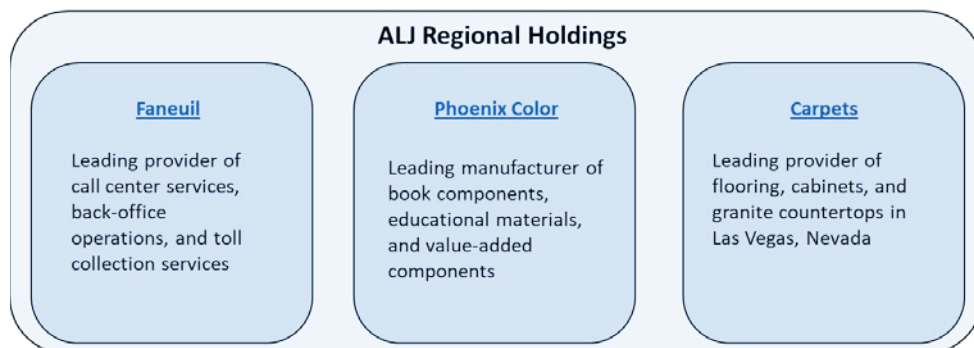 ALJ Regional Holdings
Faneuil
Leading provider of
call center services,
back-office
operations, and toll
collection services
Phoenix Color
Leading manufacturer of
book components,
educational materials,
and value-added
components
Carpets
Leading provider of
flooring, cabinets, and
granite countertops in
Las Vegas, Nevada